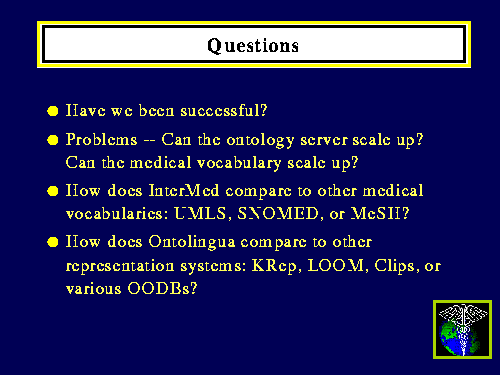 Questions
Have we been successful?
Problems -- Can the ontology server scale up?
Can the medical vocabulary scale up?
How does InterMed compare to other medical
vocabularies: UMLS, SNOMED, or MeSH?
How does Ontolingua compare to other
representation systems: KRep, LOOM, Clips, or
various OODBs?